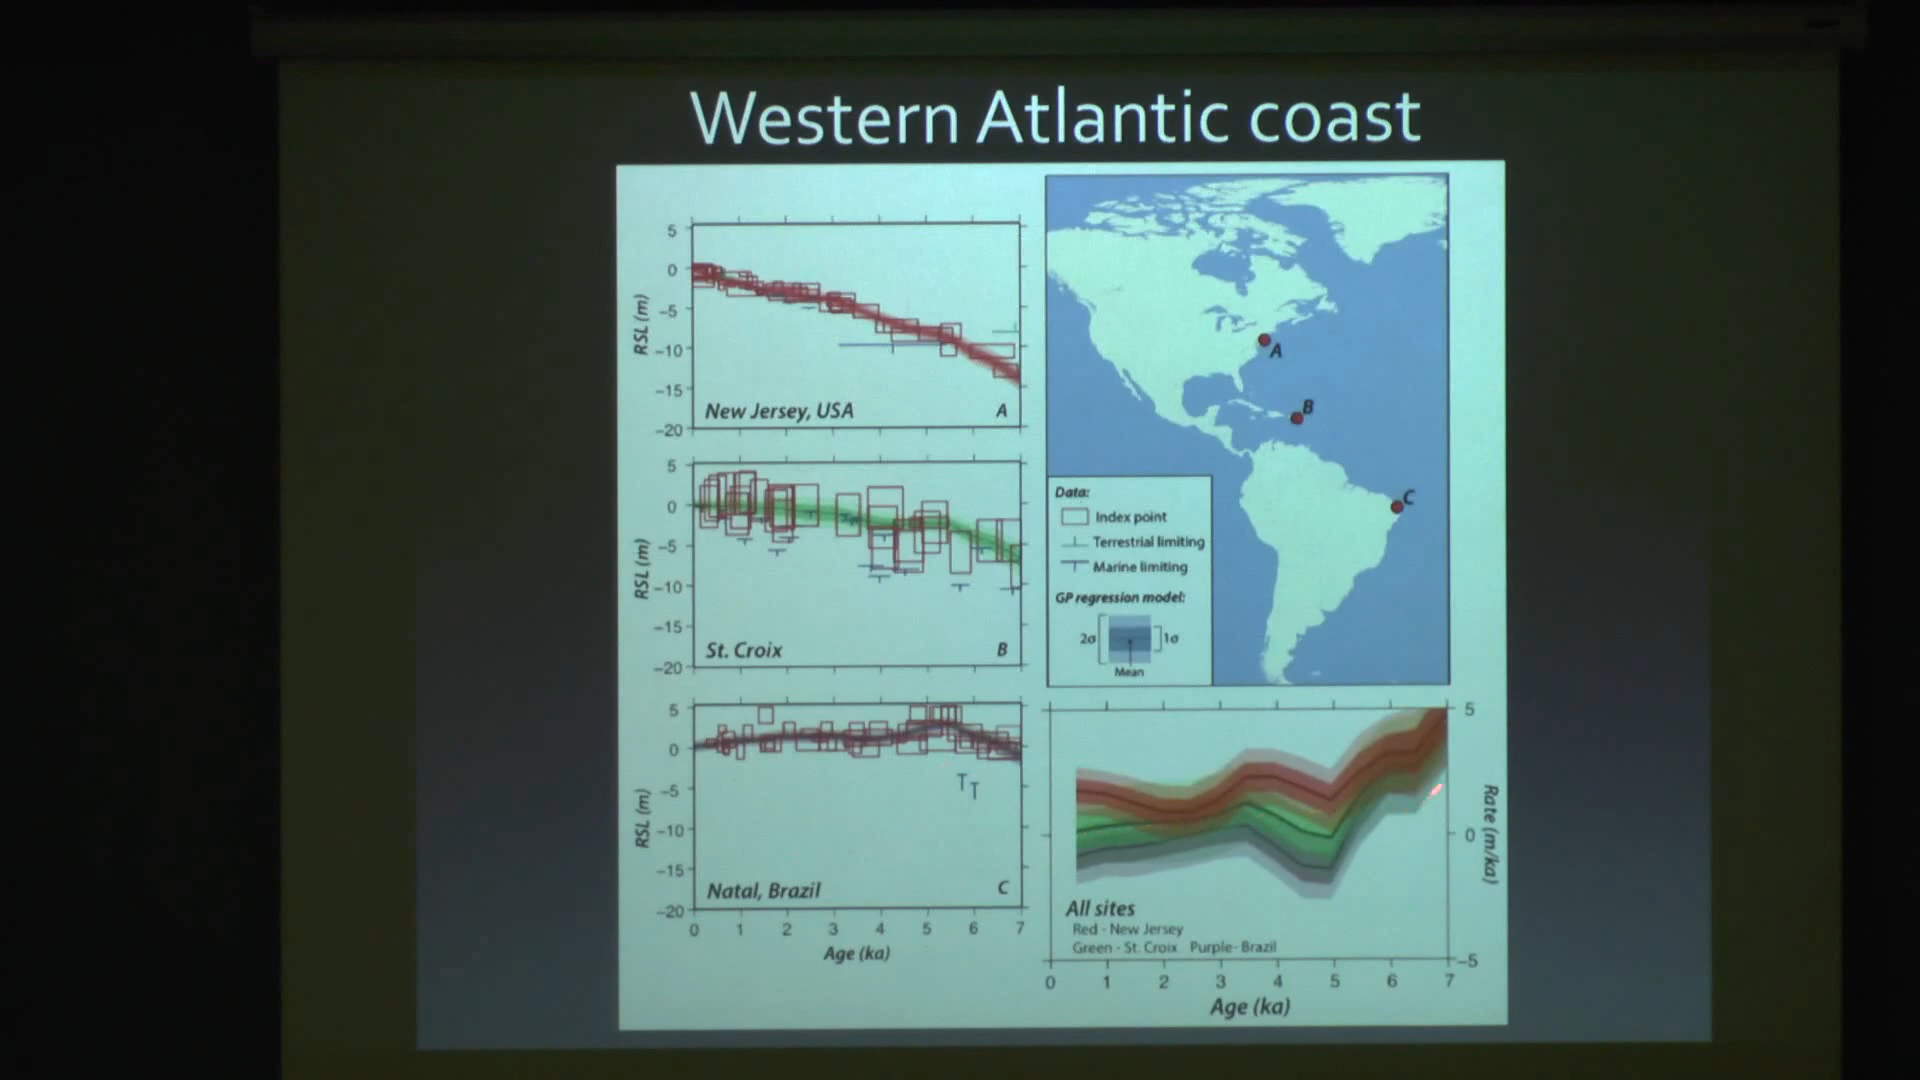 Western Atlantic coast
5
0
−5
−10
−15
−20
RSL (m)
New Jersey, USA
A
5
0
−5
−10
−15
−20
RSL (m)
St. Croix
B
5
0
−5
−10
−15
−20
RSL (m)
Natal, Brazil
C
0 1 2 3 4 5 6 7
Age (ka)
A
B
C
Data:
Index point
Terrestrial limiting
Marine limiting
GP regression model:
2σ
1σ
Mean
5
0
−5
Rate (m/ka)
All sites
Red - New Jersey
Green - St. Croix Purple- Brazil
0 1 2 3 4 5 6 7
Age (ka)